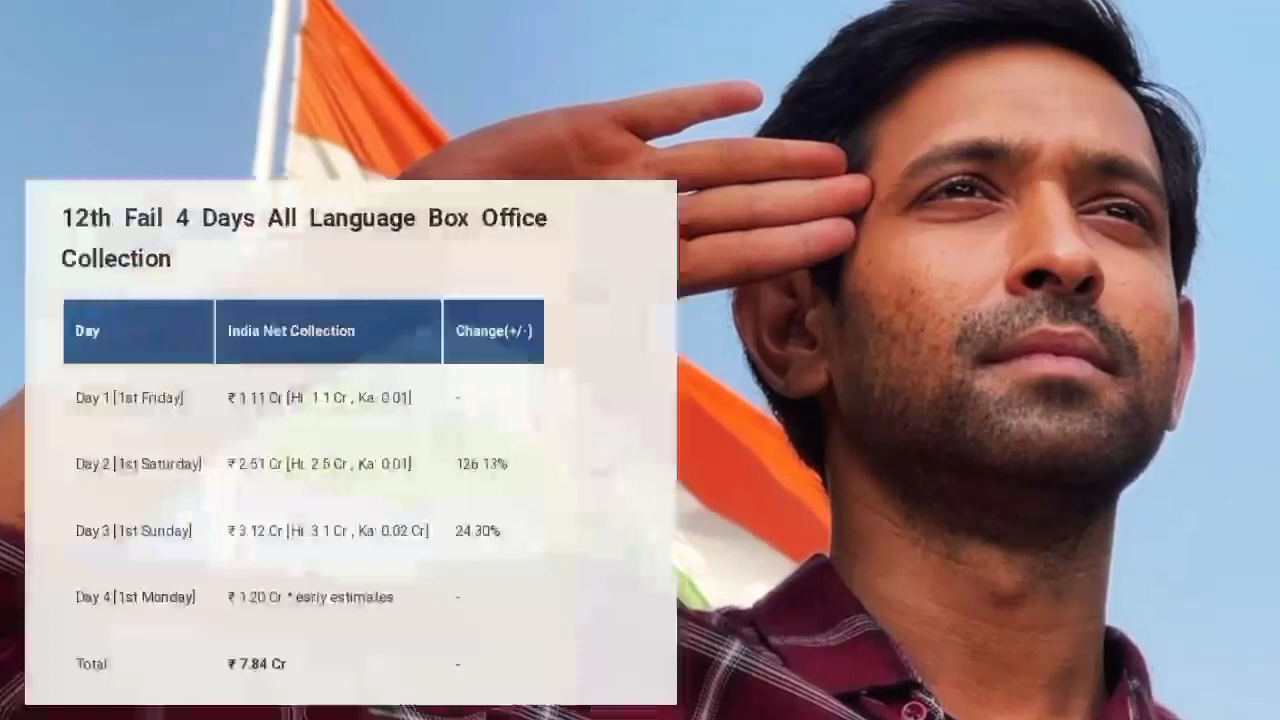 12th Fail 4 Days All Language Box Office
Collection
Day India Net Collection Change(+/-)
Day 1 [1st Friday] ₹ 1.11 Cr [Hi: 1.1 Cr , Ka: 0.01] -
Day 2 [1st Saturday] ₹ 2.51 Cr [Hi: 2.5 Cr , Ka: 0.01] 126.13%
Day 3 [1st Sunday] ₹ 3.12 Cr [Hi: 3.1 Cr , Ka: 0.02 Cr] 24.30%
Day 4 [1st Monday] ₹ 1.20 Cr * early estimates -
Total ₹ 7.84 Cr -